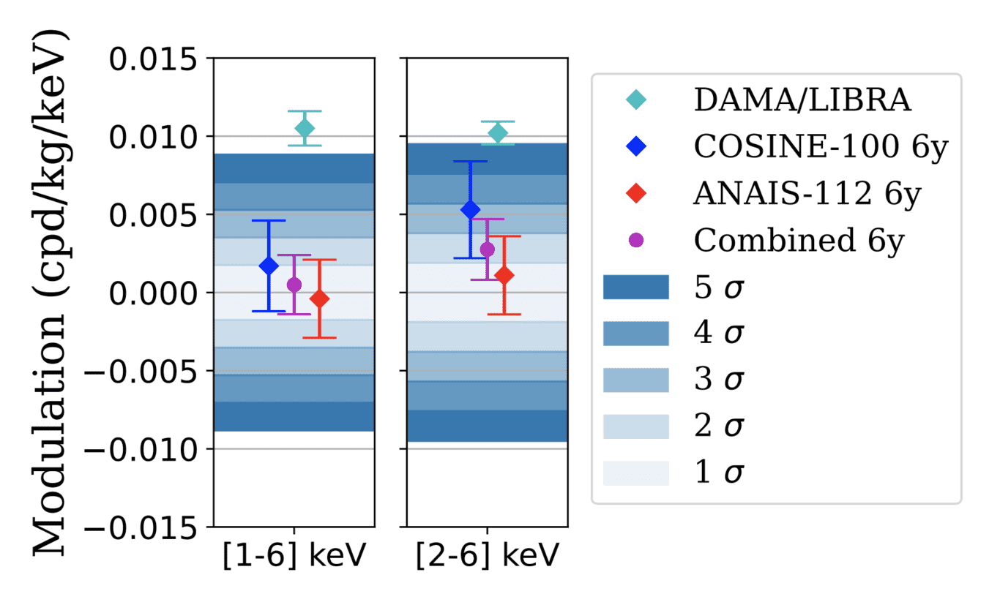 Modulation (cpd/kg/keV)
0.015
0.010
0.005
0.000
−0.005
−0.010
−0.015
[1-6] keV
[2-6] keV
DAMA/LIBRA
COSINE-100 6y
ANAIS-112 6y
Combined 6y
5 σ
4 σ
3 σ
2 σ
1 σ